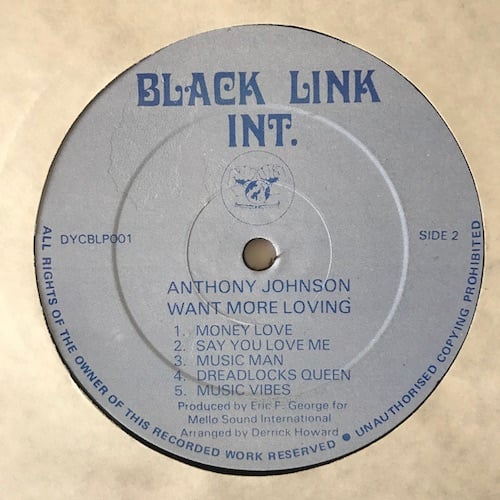 BLACK LINK
INT.
DYCBLP001
SIDE 2
ANTHONY JOHNSON
WANT MORE LOVING
1. MONEY LOVE
2. SAY YOU LOVE ME
3. MUSIC MAN
4. DREADLOCKS QUEEN
5. MUSIC VIBES
Produced by Eric F. George for
Mello Sound International
Arranged by Derrick Howard
ALL RIGHTS OF THE OWNER OF THIS RECORDED WORK RESERVED ● UNAUTHORISED COPYING PROHIBITED